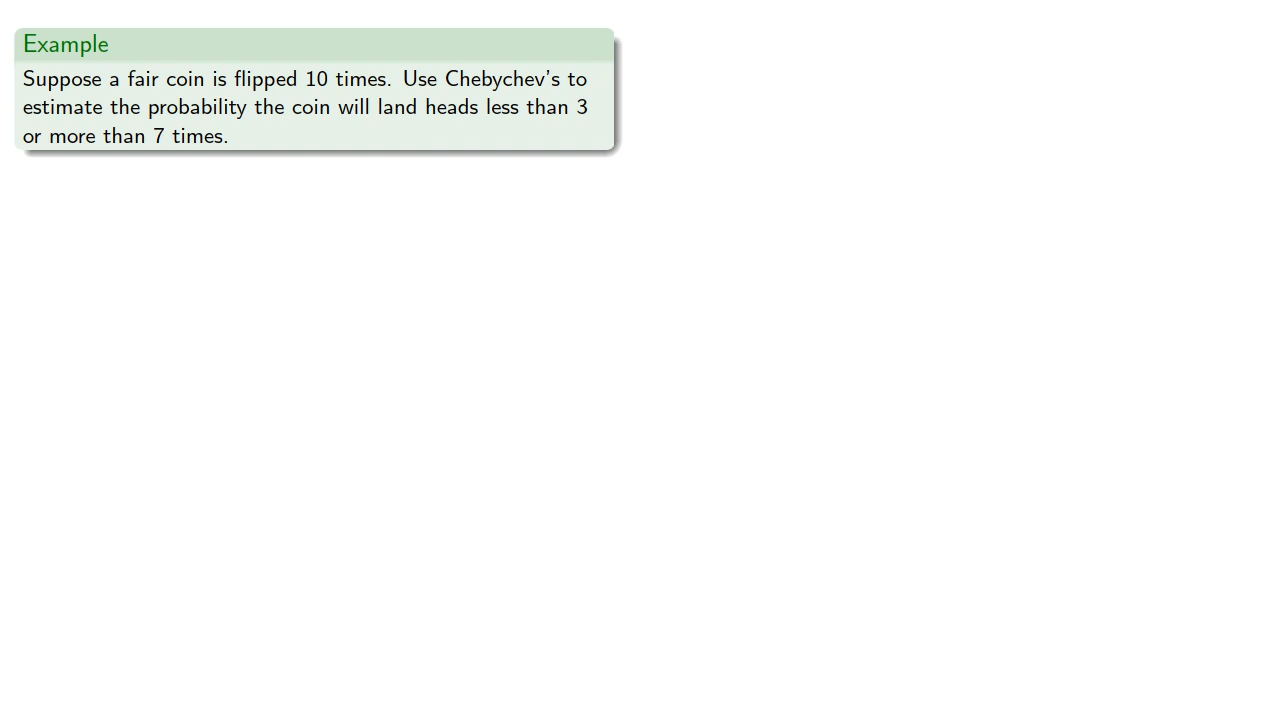 Example
Suppose a fair coin is flipped 10 times. Use Chebychev's to
estimate the probability the coin will land heads less than 3
or more than 7 times.